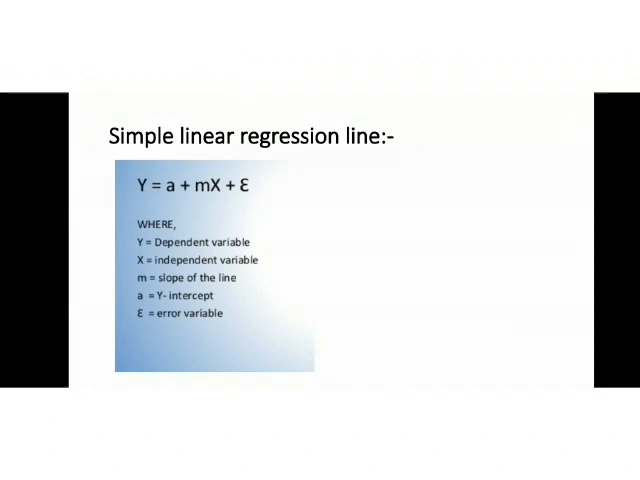 Simple linear regression line:-
Y = a + mX + Ɛ
WHERE,
Y = Dependent variable
X = independent variable
m = slope of the line
a = Y- intercept
Ɛ = error variable